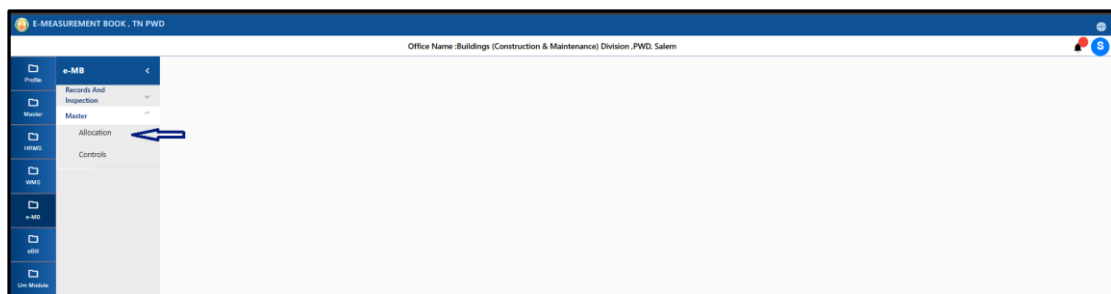 E-MEASUREMENT BOOK , TN PWD
Office Name :Buildings (Construction & Maintenance) Division ,PWD, Salem
S
Profile
Master
HRMS
WMS
e-MB
eBill
Um Module
e-MB
Records And
Inspection
Master
Allocation
Controls